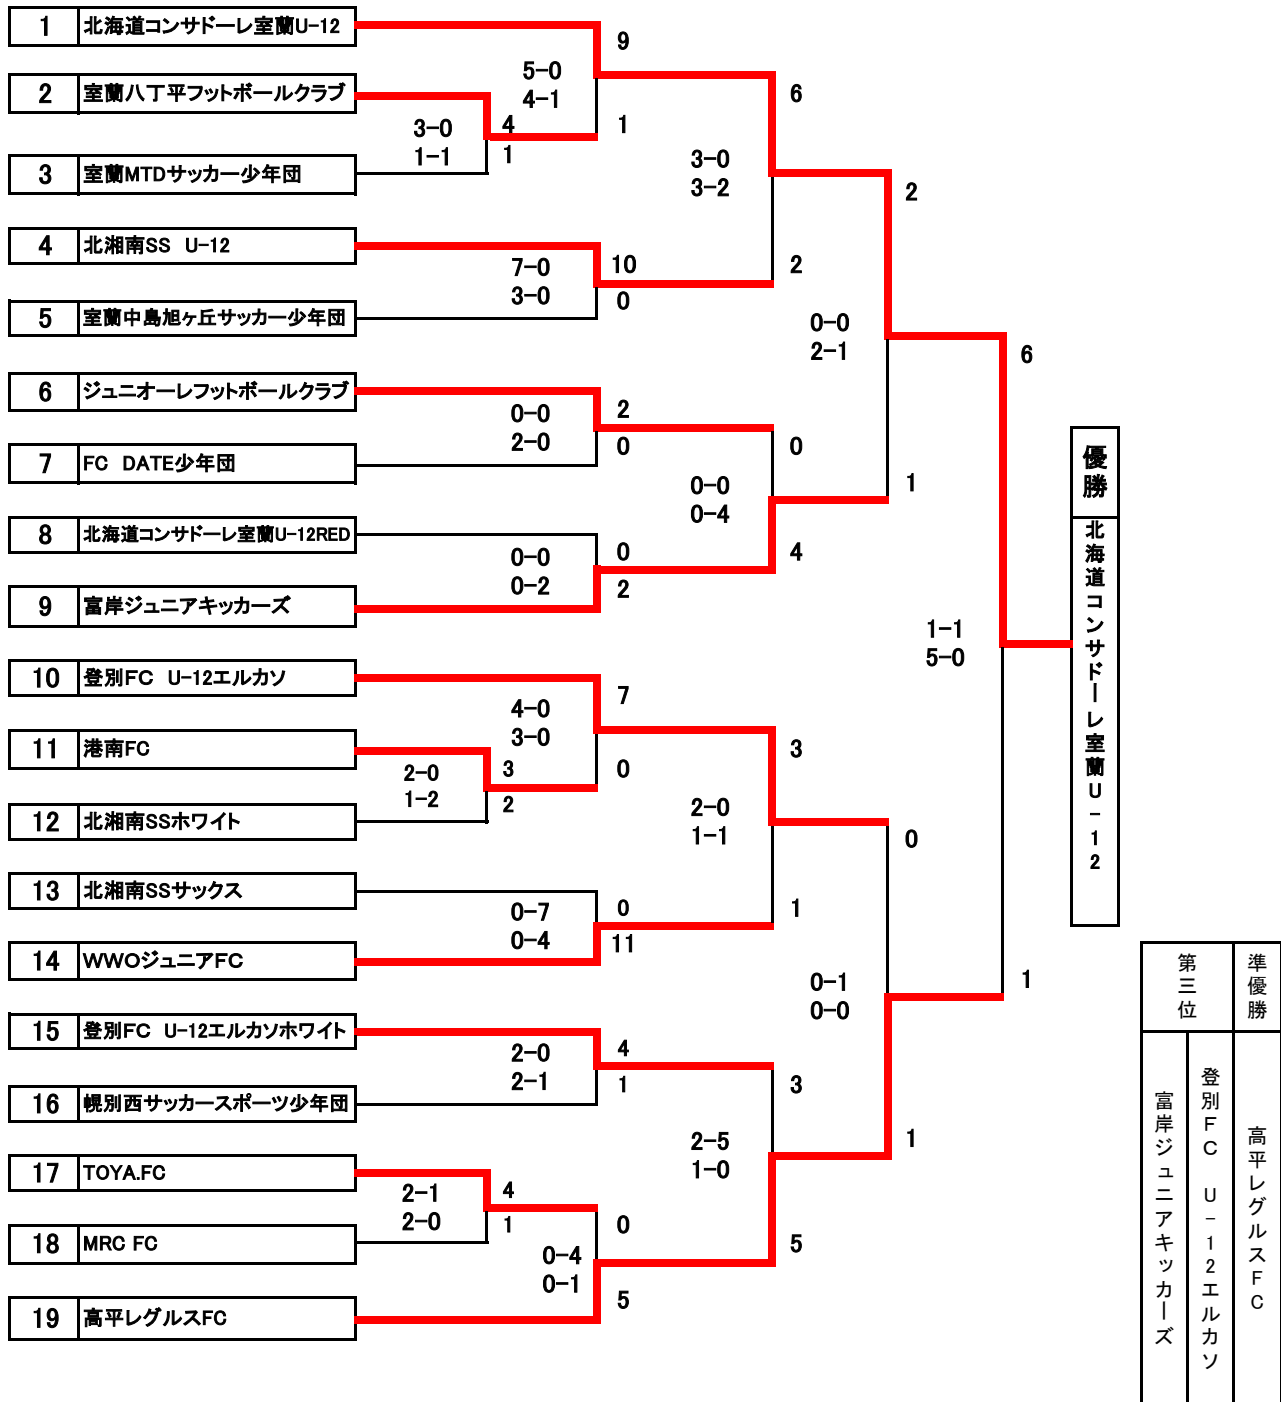 1 北海道コンサドーレ室蘭U-12
9
5-0
4-1
2 室蘭八丁平フットボールクラブ
6
3-0
1-1
4
1
1
3 室蘭MTDサッカー少年団
3-0
3-2
2
4 北湘南SS U-12
7-0
3-0
10
0
2
5 室蘭中島旭ヶ丘サッカー少年団
0-0
2-1
6
6 ジュニオーレフットボールクラブ
0-0
2-0
2
0
0
7 FC DATE少年団
0-0
0-4
1
8 北海道コンサドーレ室蘭U-12RED
0-0
0-2
0
2
4
9 富岸ジュニアキッカーズ
1-1
5-0
優勝
北海道コンサドーレ室蘭U-12
10 登別FC U-12エルカソ
4-0
3-0
7
3
11 港南FC
2-0
1-2
3
2
0
12 北湘南SSホワイト
2-0
1-1
0
13 北湘南SSサックス
0-7
0-4
0
11
1
14 WWOジュニアFC
0-1
0-0
1
15 登別FC U-12エルカソホワイト
2-0
2-1
4
1
3
16 幌別西サッカースポーツ少年団
2-5
1-0
1
17 TOYA.FC
2-1
2-0
4
1
0
18 MRC FC
0-4
0-1
5
5
19 高平レグルスFC
準優勝
高平レグルスFC
第三位
登別FC U-12エルカソ
富岸ジュニアキッカーズ